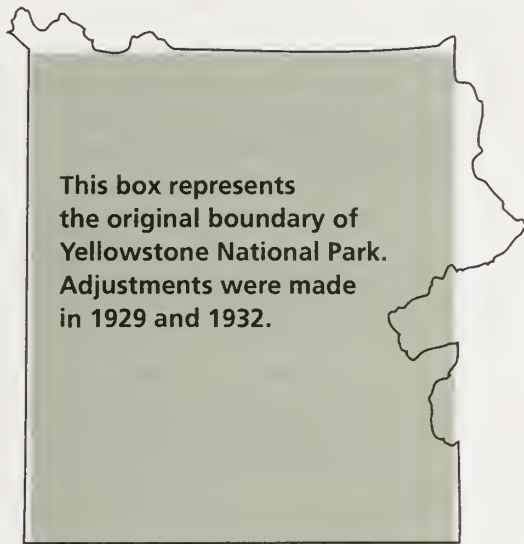 This box represents
the original boundary of
Yellowstone National Park.
Adjustments were made
in 1929 and 1932.